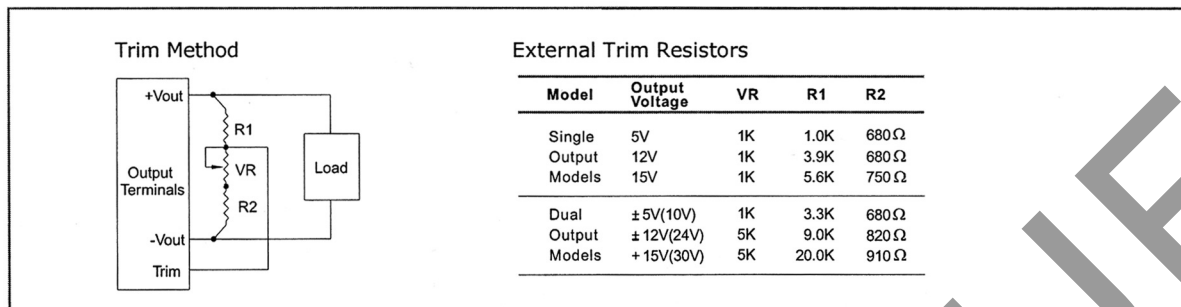 Trim Method
+Vout
R1
VR
Load
Output
Terminals
R2
-Vout
Trim
External Trim Resistors
Model Output Voltage VR R1 R2
Single 5V 1K 1.0K 680Ω
Output 12V 1K 3.9K 680Ω
Models 15V 1K 5.6K 750Ω
Dual ±5V(10V) 1K 3.3K 680Ω
Output ±12V(24V) 5K 9.0K 820Ω
Models +15V(30V) 5K 20.0K 910Ω